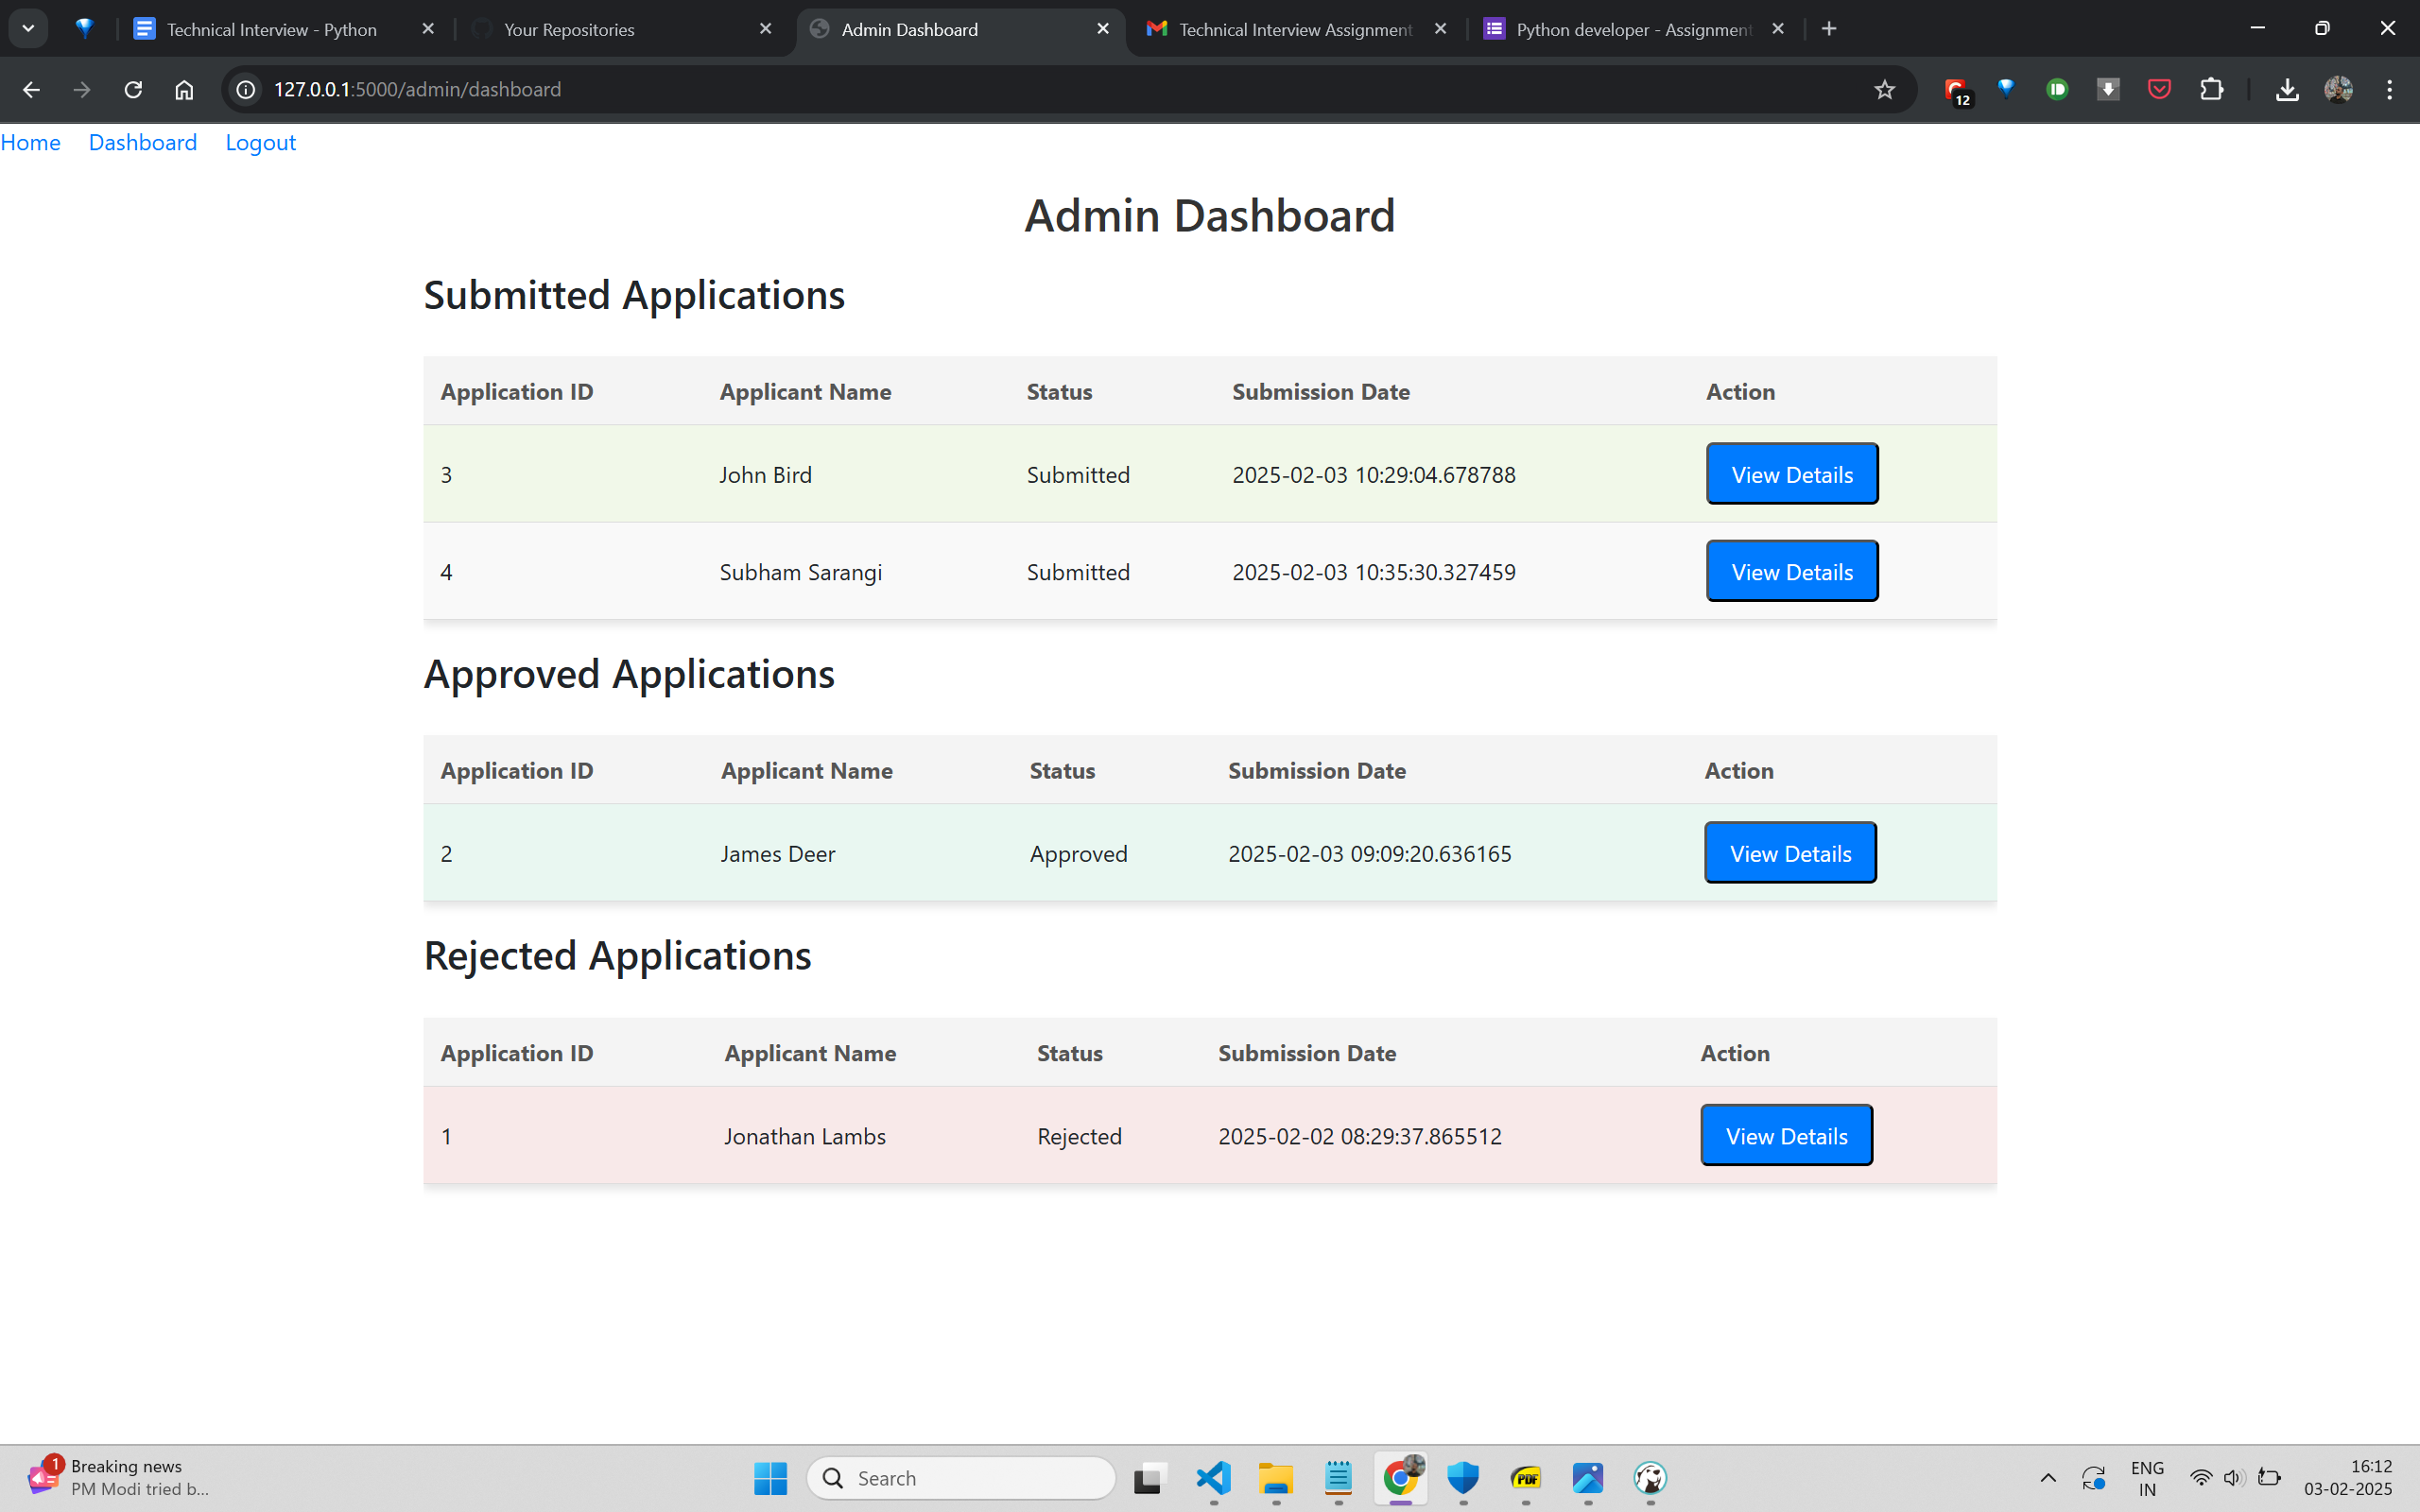 Technical Interview - Python
Your Repositories
Admin Dashboard
Technical Interview Assignment
Python developer - Assignment
127.0.0.1:5000/admin/dashboard
12
Home Dashboard Logout
Admin Dashboard
Submitted Applications
Application ID Applicant Name Status Submission Date Action
3 John Bird Submitted 2025-02-03 10:29:04.678788 View Details
4 Subham Sarangi Submitted 2025-02-03 10:35:30.327459 View Details
Approved Applications
Application ID Applicant Name Status Submission Date Action
2 James Deer Approved 2025-02-03 09:09:20.636165 View Details
Rejected Applications
Application ID Applicant Name Status Submission Date Action
1 Jonathan Lambs Rejected 2025-02-02 08:29:37.865512 View Details
1
Breaking news
PM Modi tried b...
Search
PDF
ENG
IN
16:12
03-02-2025